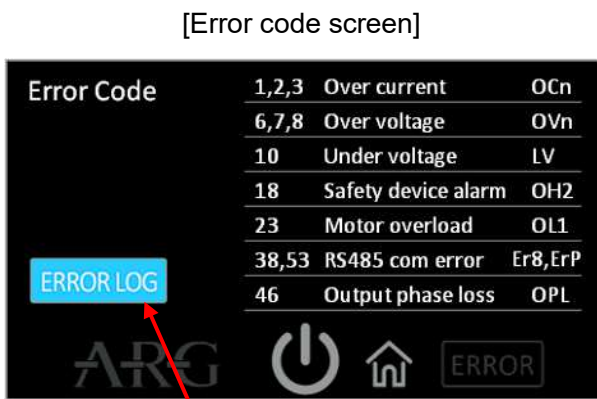 [Error code screen]
Error Code
1,2,3 Over current OCn
6,7,8 Over voltage OVn
10 Under voltage LV
18 Safety device alarm OH2
23 Motor overload OL1
38,53 RS485 com error Er8,ErP
46 Output phase loss OPL
ERROR LOG
ARG
ERROR